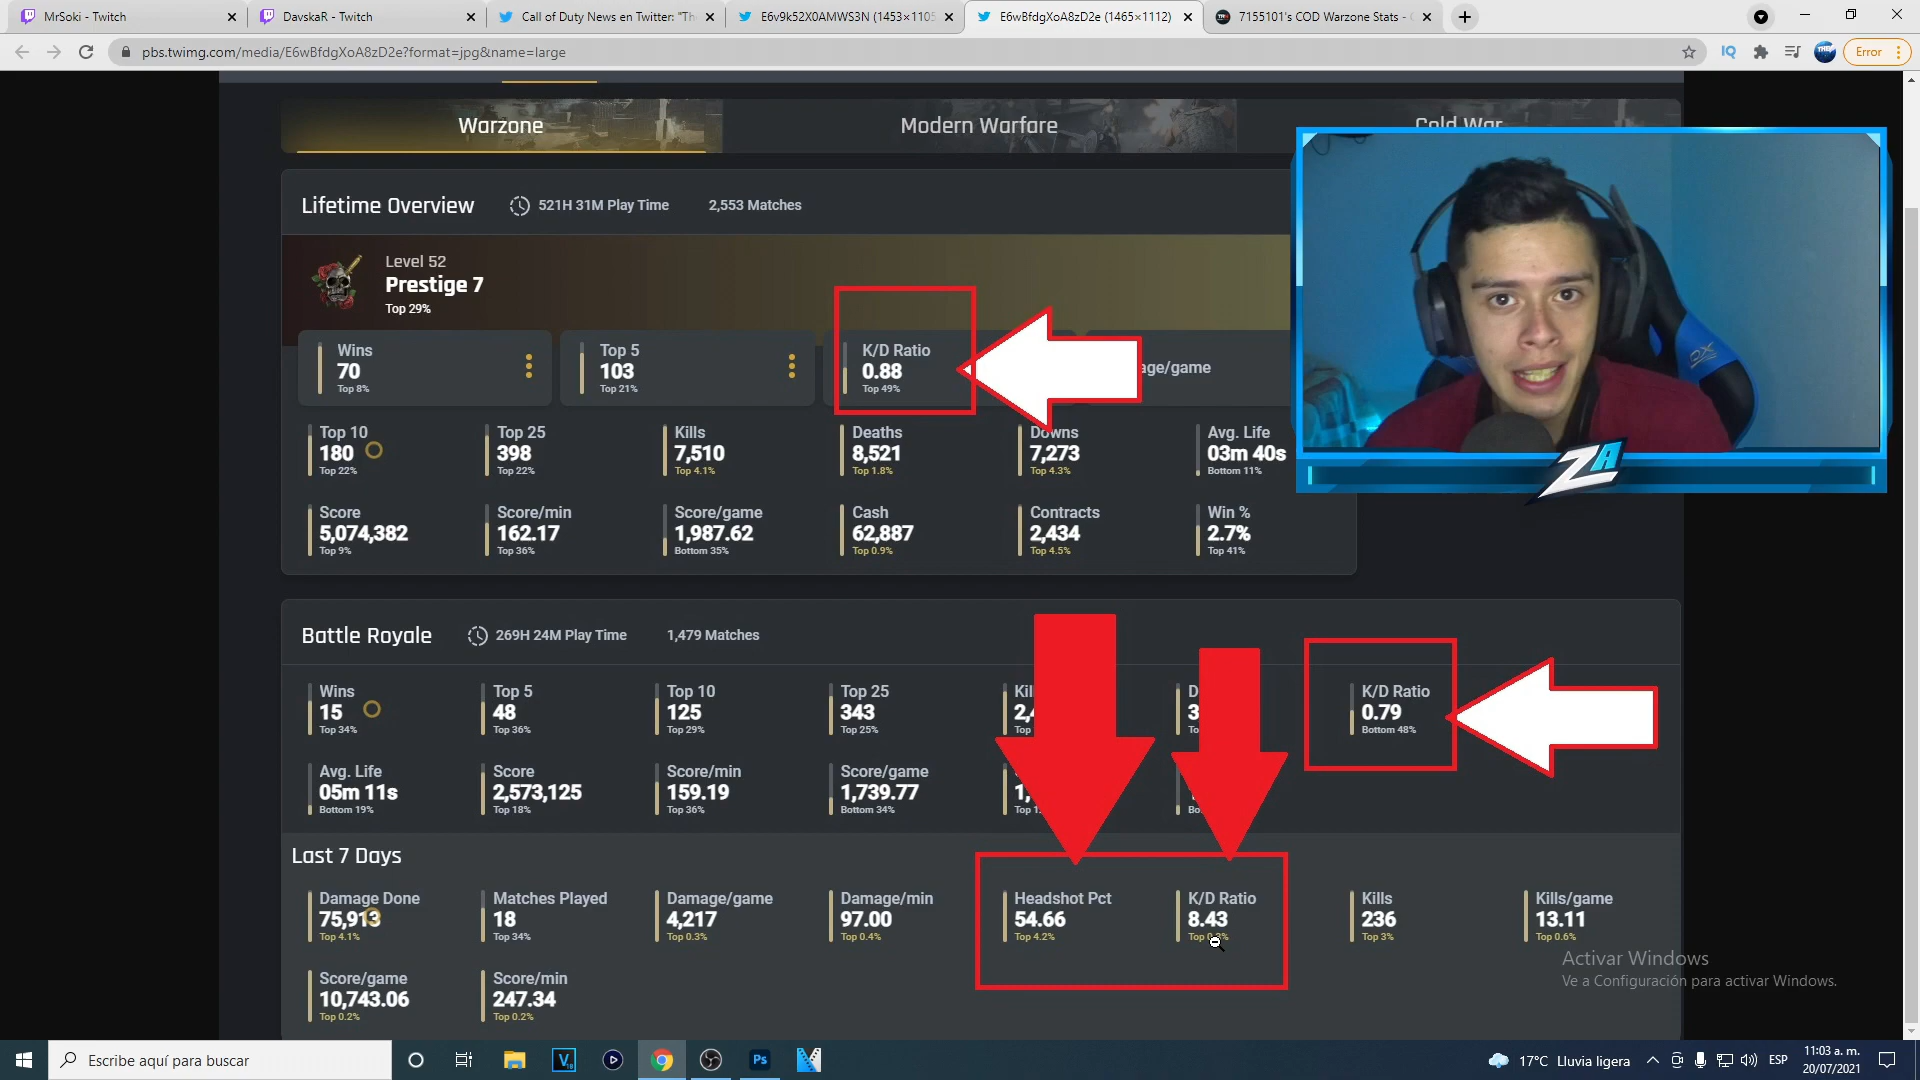 MrSoki - Twitch
DavskaR - Twitch
Call of Duty News en Twitter: "Th
E6v9k52X0AMWS3N (1453×1105
E6wBfdgXoA8zD2e (1465×1112)
7155101's COD Warzone Stats - C
pbs.twimg.com/media/E6wBfdgXoA8zD2e?format=jpg&name=large
IQ
Error
Warzone
Modern Warfare
Cold War
Lifetime Overview
521H 31M Play Time
2,553 Matches
Level 52
Prestige 7
Top 29%
Wins
70
Top 8%
Top 5
103
Top 21%
K/D Ratio
0.88
Top 49%
age/game
Top 10
180
Top 22%
Top 25
398
Top 22%
Kills
7,510
Top 4.1%
Deaths
8,521
Top 1.8%
Downs
7,273
Top 4.3%
Avg. Life
03m 40s
Bottom 11%
Score
5,074,382
Top 9%
Score/min
162.17
Top 36%
Score/game
1,987.62
Bottom 35%
Cash
62,887
Top 0.9%
Contracts
2,434
Top 4.5%
Win %
2.7%
Top 41%
ZA
Battle Royale
269H 24M Play Time
1,479 Matches
Wins
15
Top 34%
Top 5
48
Top 36%
Top 10
125
Top 29%
Top 25
343
Top 25%
Kil
2,4
Top
D
3
To
K/D Ratio
0.79
Bottom 48%
Avg. Life
05m 11s
Bottom 19%
Score
2,573,125
Top 18%
Score/min
159.19
Top 36%
Score/game
1,739.77
Bottom 34%
1,
Top 1
Bo
Last 7 Days
Damage Done
75,913
Top 4.1%
Matches Played
18
Top 34%
Damage/game
4,217
Top 0.3%
Damage/min
97.00
Top 0.4%
Headshot Pct
54.66
Top 4.2%
K/D Ratio
8.43
Top
Kills
236
Top 3%
Kills/game
13.11
Top 0.6%
Score/game
10,743.06
Top 0.2%
Score/min
247.34
Top 0.2%
Activar Windows
Ve a Configuración para activar Windows.
Escribe aquí para buscar
Ps
17°C Lluvia ligera
ESP
11:03 a. m.
20/07/2021